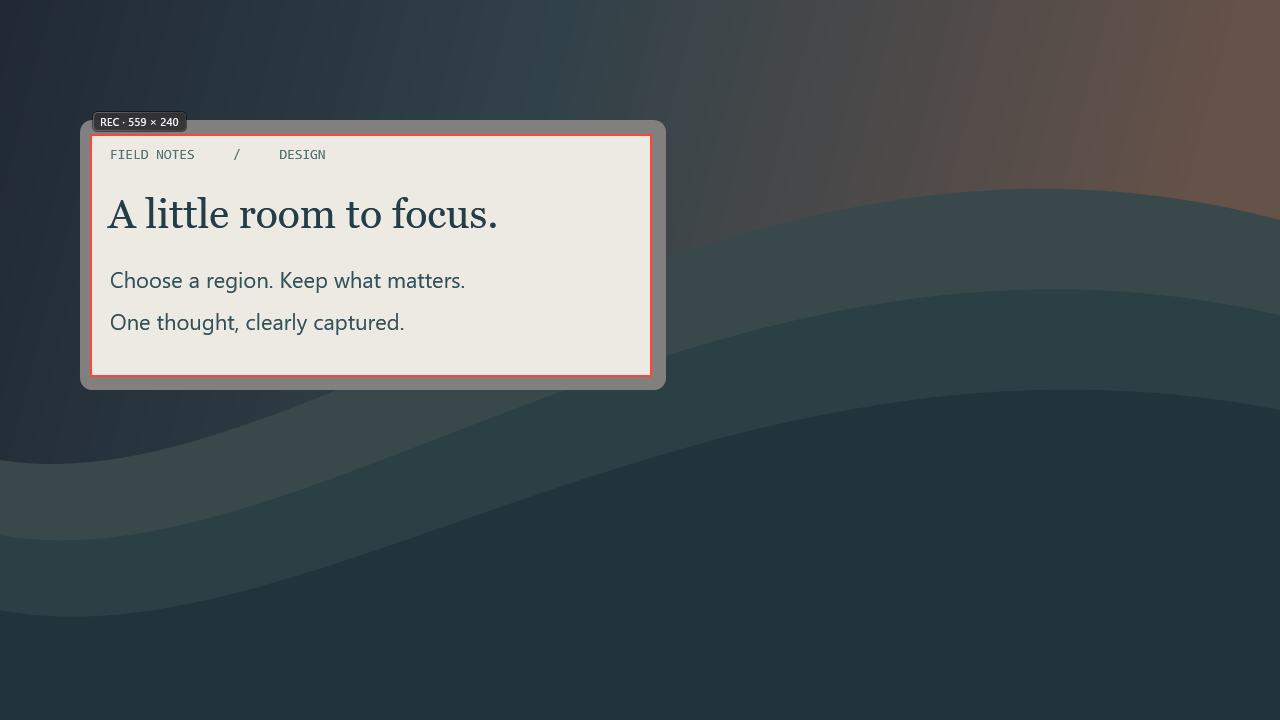 REC · 559 × 240
FIELD NOTES / DESIGN
A little room to focus.
Choose a region. Keep what matters.
One thought, clearly captured.